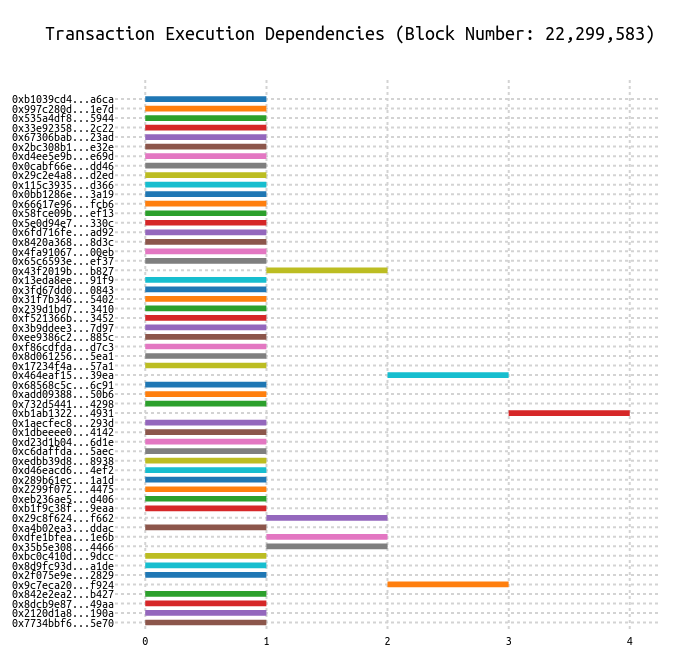 Transaction Execution Dependencies (Block Number: 22,299,583)
0xb1039cd4...a6ca
0x997c280d...1e7d
0x535a4df8...5944
0x33e92358...2c22
0x67306bab...23ad
0x2bc308b1...e32e
0xd4ee5e9b...e69d
0x0cabf66e...dd46
0x29c2e4a8...d2ed
0x115c3935...d366
0x0bb1286e...3a19
0x66617e96...fcb6
0x58fce09b...ef13
0x5e0d94e7...330c
0x6fd716fe...ad92
0x8420a368...8d3c
0x4fa91067...00eb
0x65c6593e...ef37
0x43f2019b...b827
0x13eda8ee...91f9
0x3fd67dd0...0843
0x31f7b346...5402
0x239d1bd7...3410
0xf521366b...3452
0x3b9ddee3...7d97
0xee9386c2...885c
0xf86cdfda...d7c3
0x8d061256...5ea1
0x17234f4a...57a1
0x464eaf15...39ea
0x68568c5c...6c91
0xadd09388...50b6
0x732d5441...4298
0xb1ab1322...4931
0x1aecfec8...293d
0x1dbeeee0...4142
0xd23d1b04...6d1e
0xc6daffda...5aec
0xedbb39d8...8938
0xd46eacd6...4ef2
0x289b61ec...1a1d
0x2299f072...4475
0xeb236ae5...d406
0xb1f9c38f...9eaa
0x29c8f624...f662
0xa4b02ea3...ddac
0xdfe1bfea...1e6b
0x35b5e308...4466
0xbc0c410d...9dcc
0x8d9fc93d...a1de
0x2f075e9e...2829
0x9c7eca20...f924
0x842e2ea2...b427
0x8dcb9e87...49aa
0x2120d1a8...190a
0x7734bbf6...5e70
0 1 2 3 4